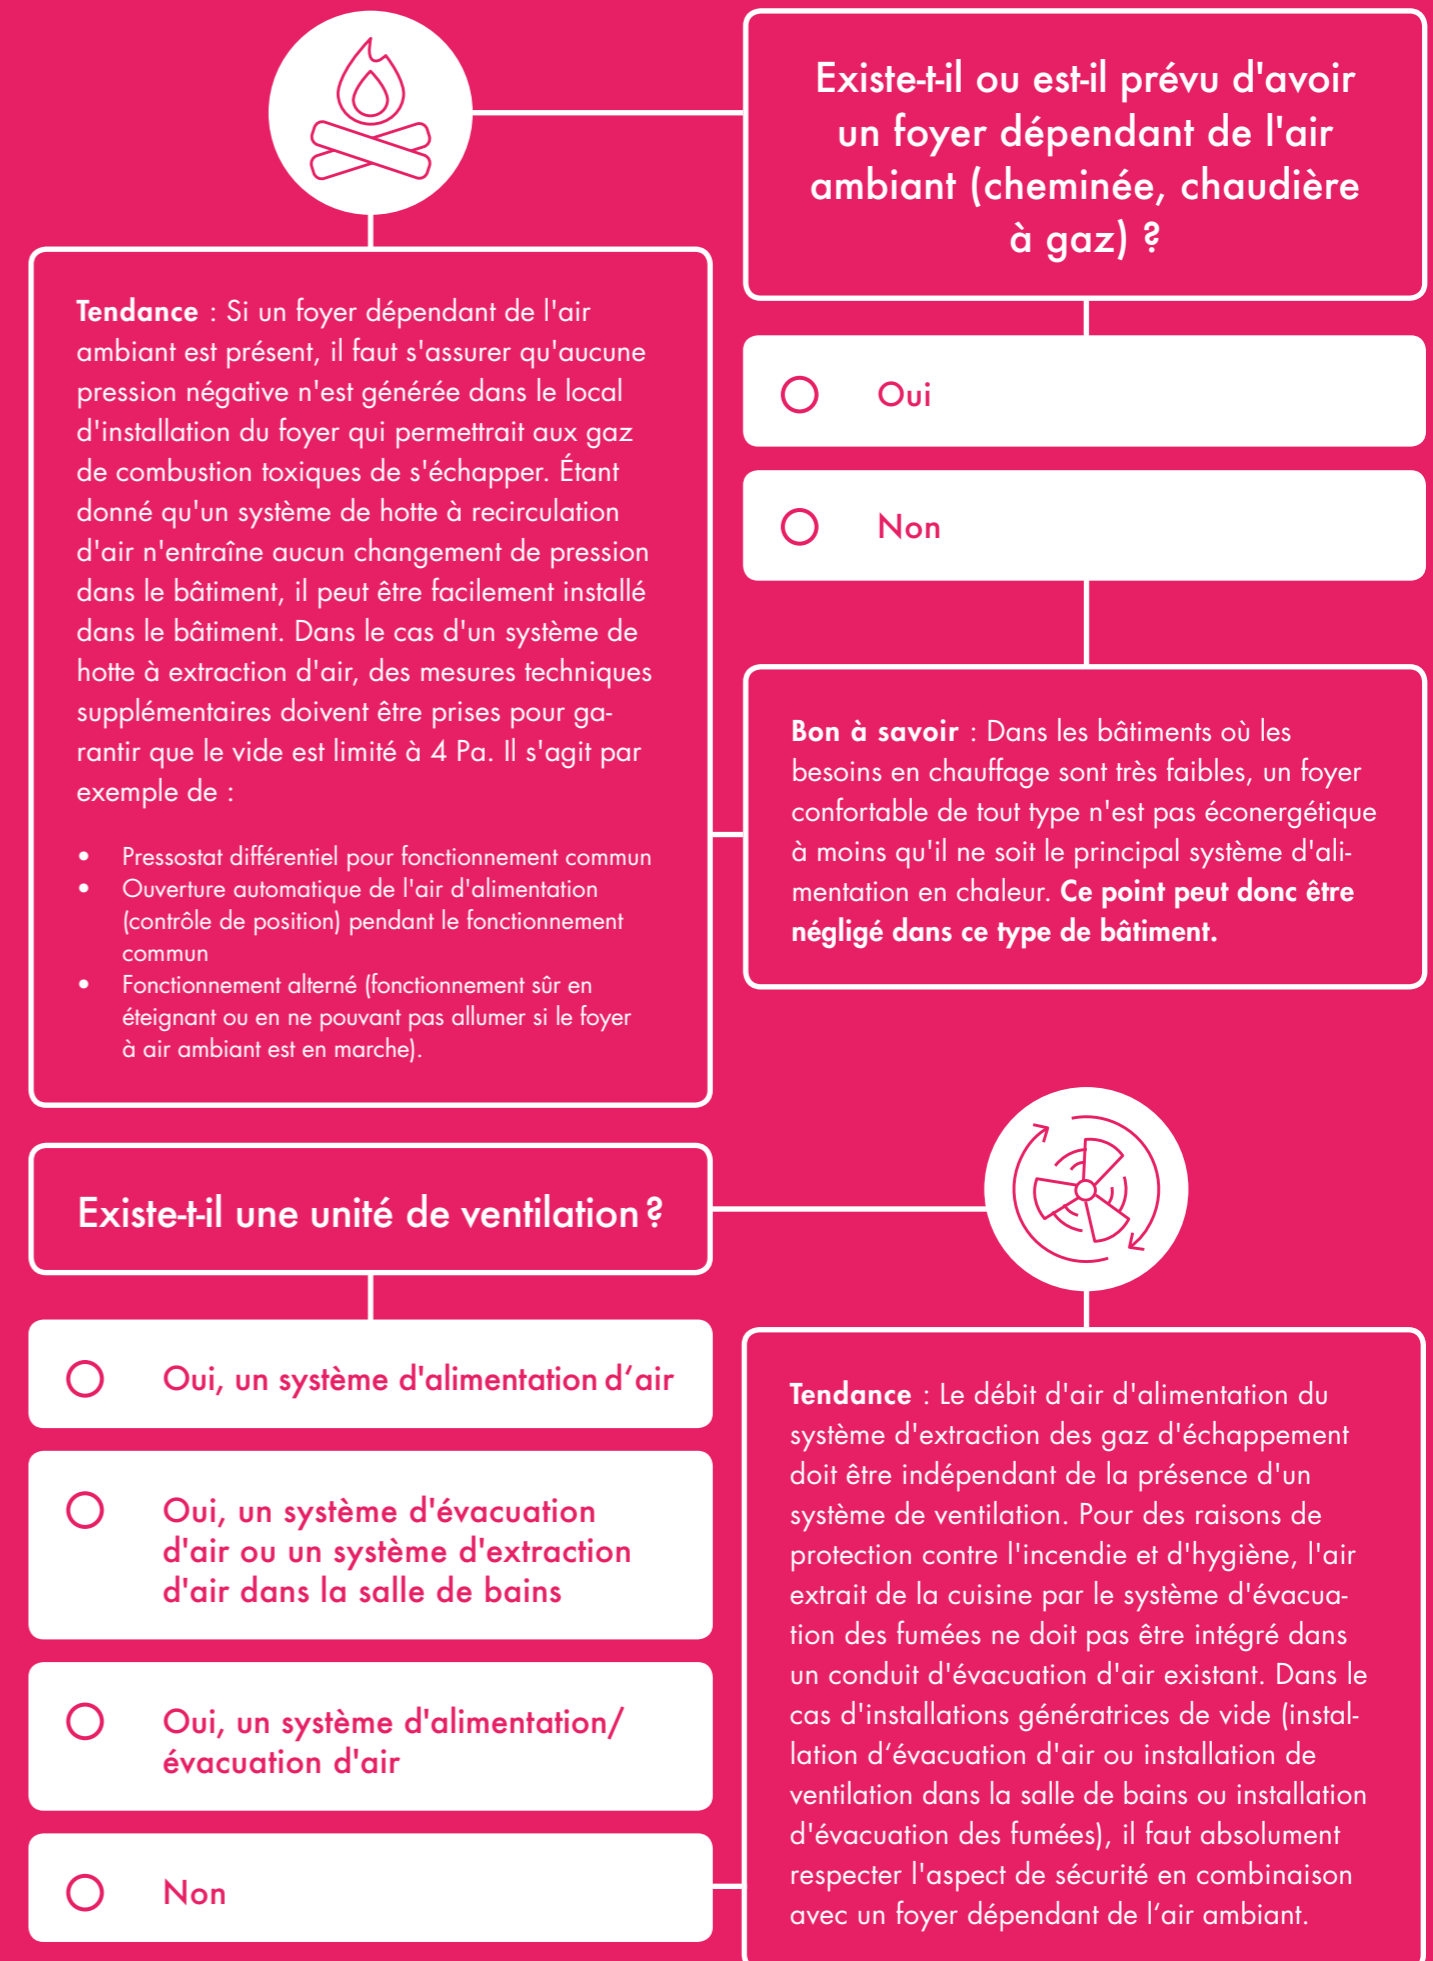 Existe-t-il ou est-il prévu d'avoir
un foyer dépendant de l'air
ambiant (cheminée, chaudière
à gaz) ?
Oui
Non
Tendance : Si un foyer dépendant de l'air
ambiant est présent, il faut s'assurer qu'aucune
pression négative n'est générée dans le local
d'installation du foyer qui permettrait aux gaz
de combustion toxiques de s'échapper. Étant
donné qu'un système de hotte à recirculation
d'air n'entraîne aucun changement de pression
dans le bâtiment, il peut être facilement installé
dans le bâtiment. Dans le cas d'un système de
hotte à extraction d'air, des mesures techniques
supplémentaires doivent être prises pour ga-
rantir que le vide est limité à 4 Pa. Il s'agit par
exemple de :
• Pressostat différentiel pour fonctionnement commun
• Ouverture automatique de l'air d'alimentation
(contrôle de position) pendant le fonctionnement
commun
• Fonctionnement alterné (fonctionnement sûr en
éteignant ou en ne pouvant pas allumer si le foyer
à air ambiant est en marche).
Bon à savoir : Dans les bâtiments où les
besoins en chauffage sont très faibles, un foyer
confortable de tout type n'est pas éconergétique
à moins qu'il ne soit le principal système d'ali-
mentation en chaleur. Ce point peut donc être
négligé dans ce type de bâtiment.
Existe-t-il une unité de ventilation ?
Oui, un système d'alimentation d‘air
Oui, un système d'évacuation
d'air ou un système d'extraction
d'air dans la salle de bains
Oui, un système d'alimentation/
évacuation d'air
Non
Tendance : Le débit d'air d'alimentation du
système d'extraction des gaz d'échappement
doit être indépendant de la présence d'un
système de ventilation. Pour des raisons de
protection contre l'incendie et d'hygiène, l'air
extrait de la cuisine par le système d'évacua-
tion des fumées ne doit pas être intégré dans
un conduit d'évacuation d'air existant. Dans le
cas d'installations génératrices de vide (instal-
lation d‘évacuation d'air ou installation de
ventilation dans la salle de bains ou installation
d'évacuation des fumées), il faut absolument
respecter l'aspect de sécurité en combinaison
avec un foyer dépendant de l‘air ambiant.